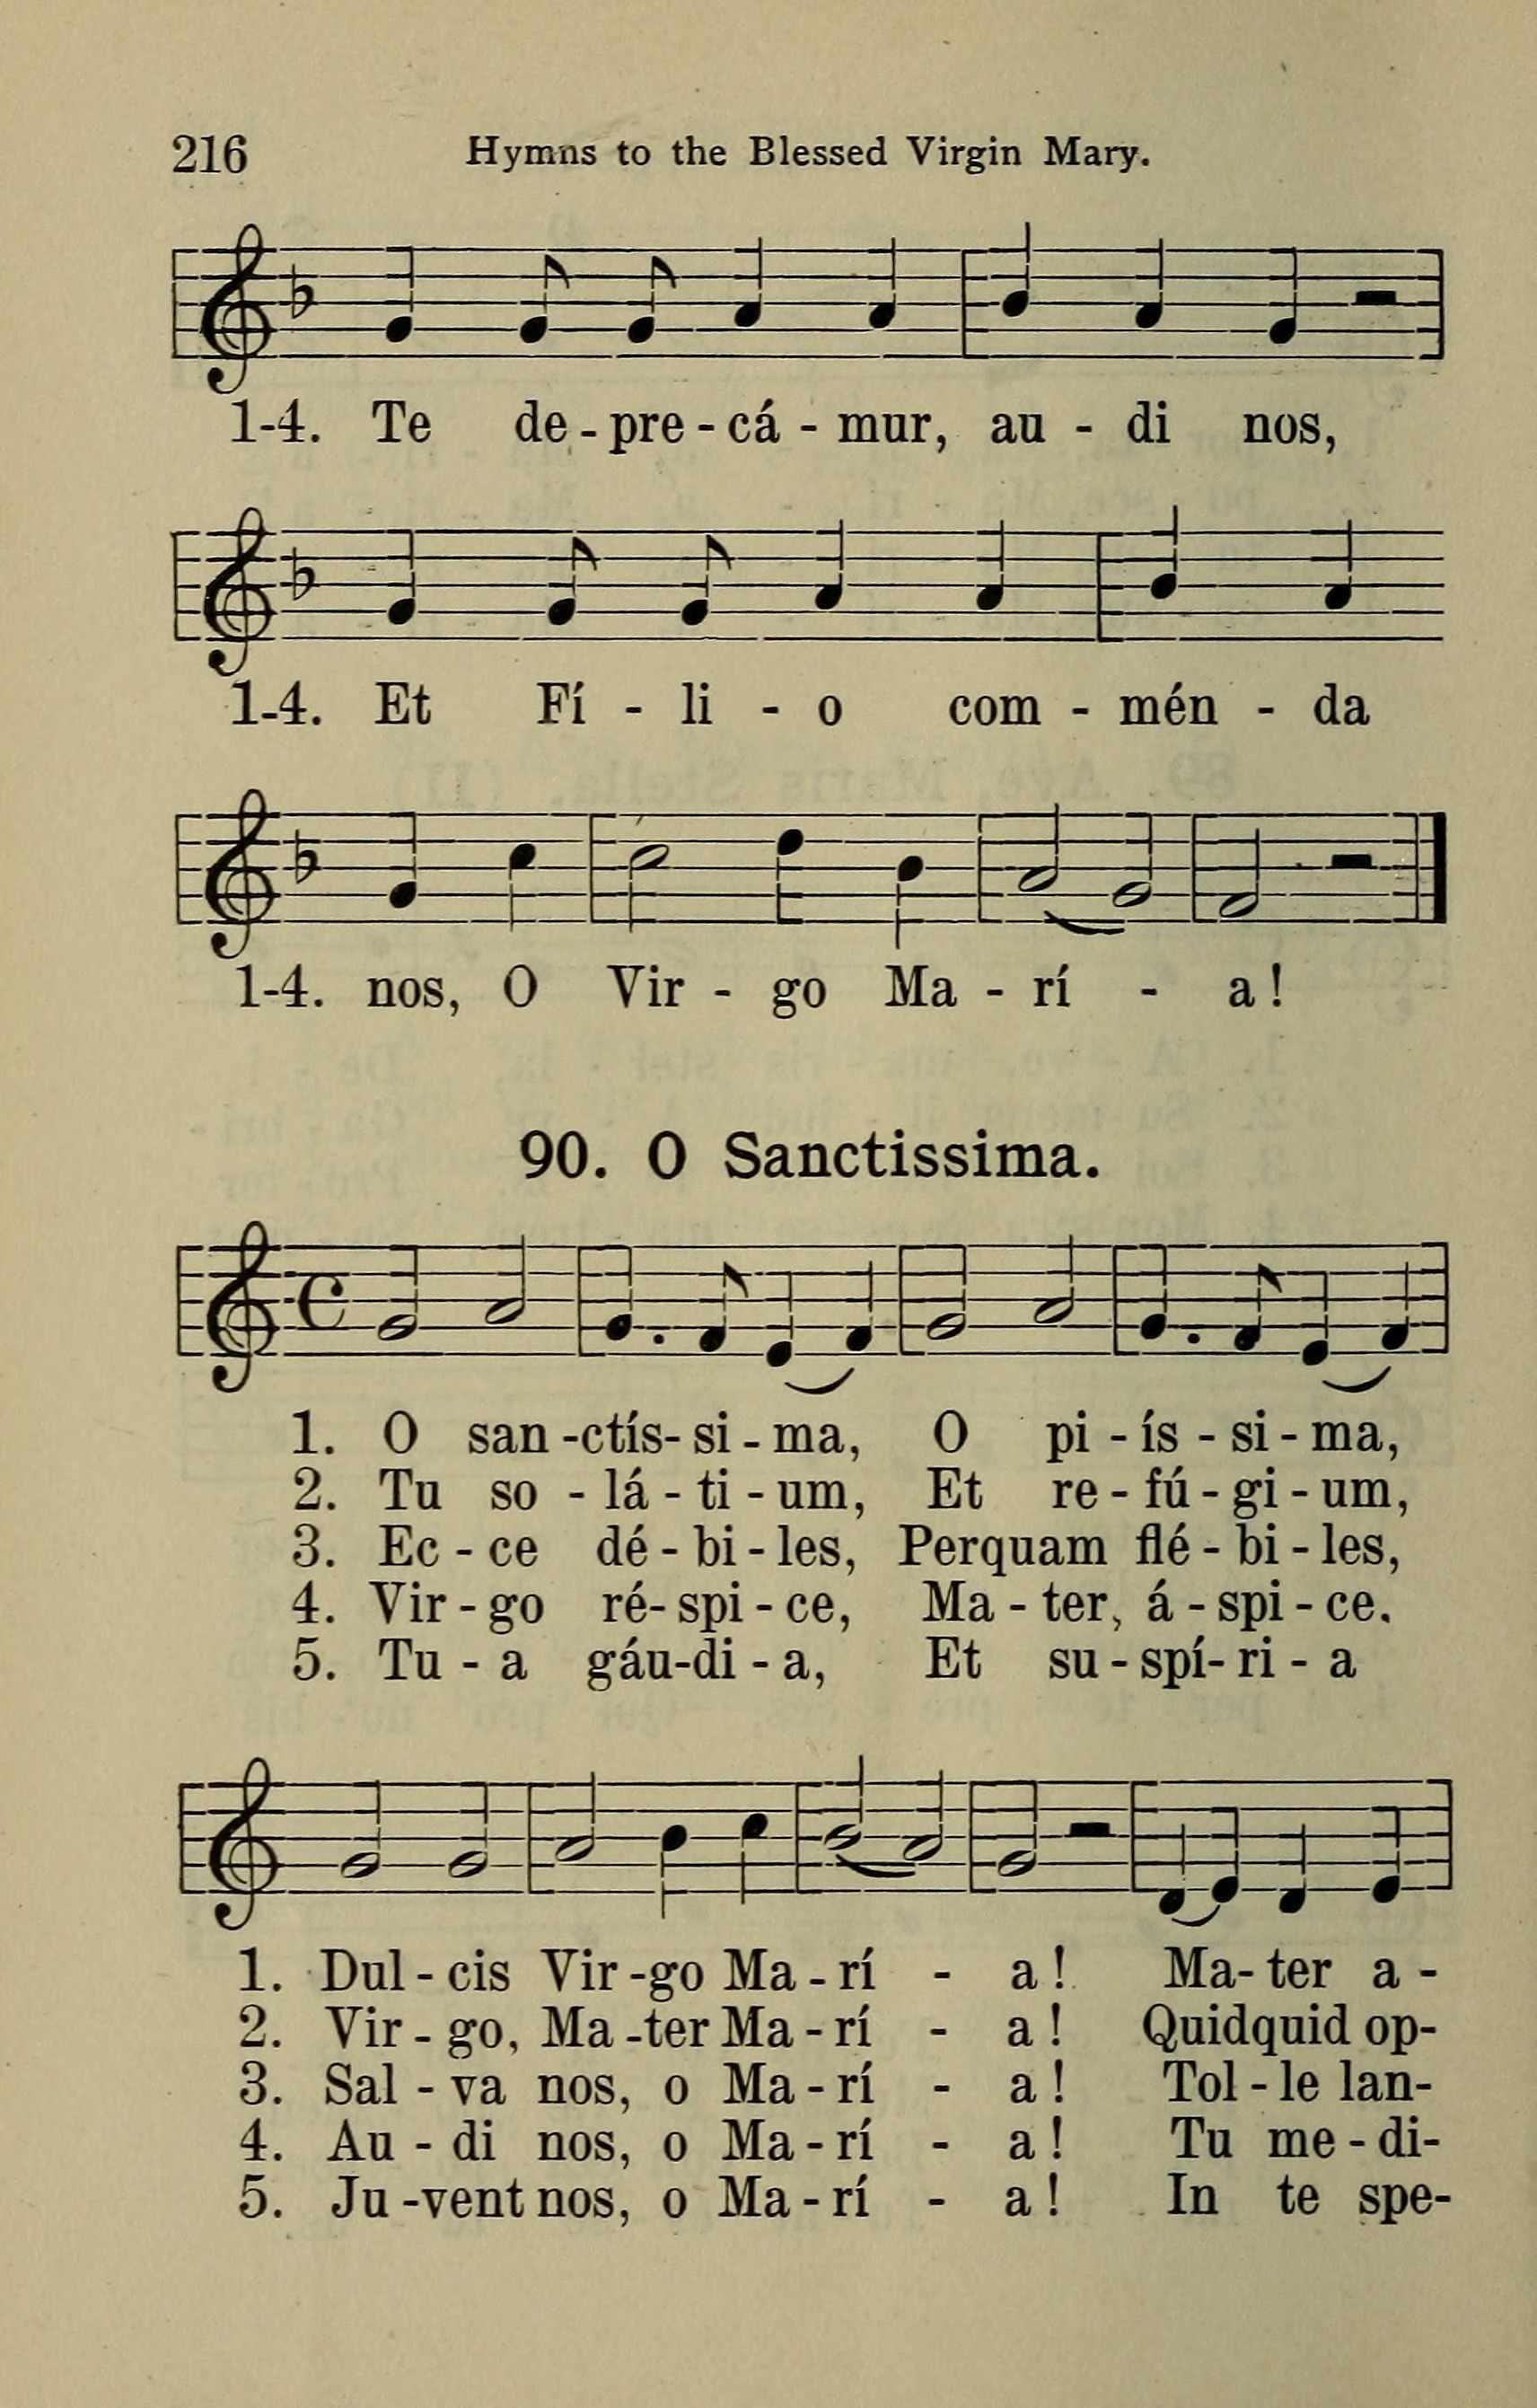 216 Hymns to the Blessed Virgin Mary.
1-4. Te de - pre - cá - mur, au - di nos,
1-4. Et Fí - li - o com - mén - da
1-4. nos, O Vir - go Ma - rí - a!
90. O Sanctissima.
1. O san - ctís - si - ma, O pi - ís - si - ma,
2. Tu so - lá - ti - um, Et re - fú - gi - um,
3. Ec - ce dé - bi - les, Perquam flé - bi - les,
4. Vir - go ré - spi - ce, Ma - ter, á - spi - ce.
5. Tu - a gáu - di - a, Et su - spí - ri - a
1. Dul - cis Vir - go Ma - rí - a! Ma - ter a -
2. Vir - go, Ma - ter Ma - rí - a! Quidquid op -
3. Sal - va nos, o Ma - rí - a! Tol - le lan -
4. Au - di nos, o Ma - rí - a! Tu me - di -
5. Ju - vent nos, o Ma - rí - a! In te spe -